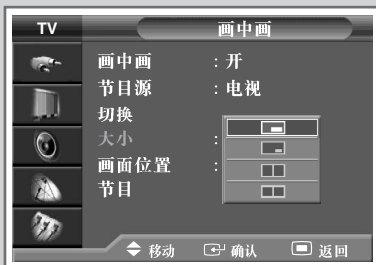 TV 画中画
画中画 : 开
节目源 : 电视
切换
大小 :
画面位置 :
节目
移动 确认 返回